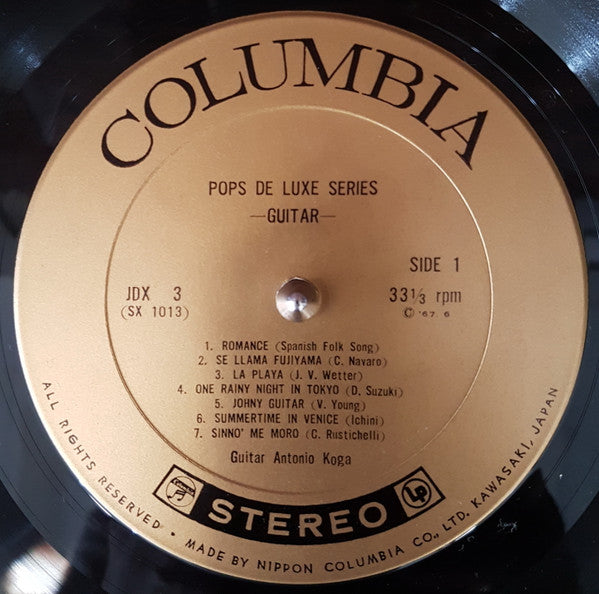 COLUMBIA
POPS DE LUXE SERIES
—GUITAR—
SIDE 1
JDX 3
(SX 1013)
33⅓ rpm
© '67. 6
1. ROMANCE (Spanish Folk Song)
2. SE LLAMA FUJIYAMA (C. Navaro)
3. LA PLAYA (J. V. Wetter)
4. ONE RAINY NIGHT IN TOKYO (D. Suzuki)
5. JOHNY GUITAR (V. Young)
6. SUMMERTIME IN VENICE (Ichini)
7. SINNO' ME MORO (C. Rustichelli)
Guitar Antonio Koga
STEREO
LP
ALL RIGHTS RESERVED • MADE BY NIPPON COLUMBIA CO., LTD. KAWASAKI, JAPAN